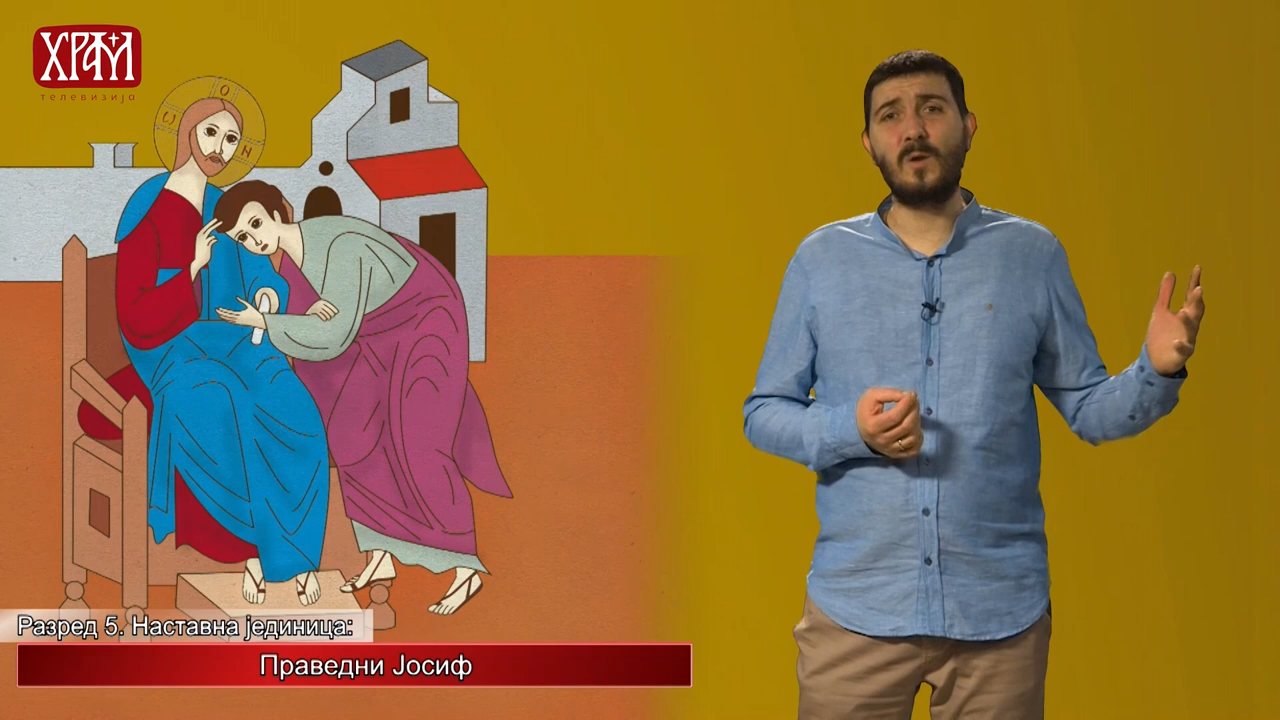 ХРАМ
телевизија
Ѡ О Н
Разред 5. Наставна јединица:
Праведни Јосиф